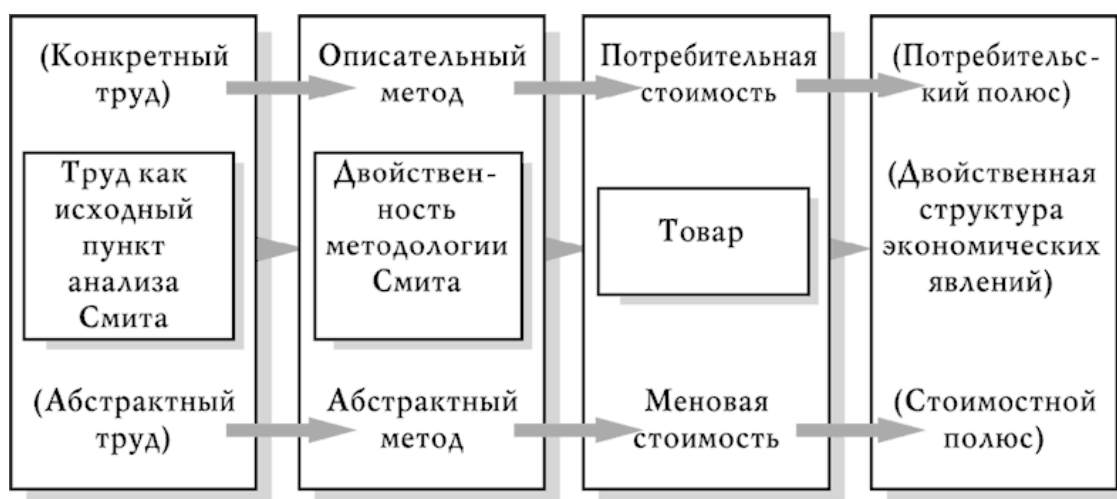 (Конкретный
труд)
Описательный
метод
Потребительная
стоимость
(Потребительс-
кий полюс)
Труд как
исходный
пункт
анализа
Смита
Двойствен-
ность
методологии
Смита
Товар
(Двойственная
структура
экономических
явлений)
(Абстрактный
труд)
Абстрактный
метод
Меновая
стоимость
(Стоимостной
полюс)